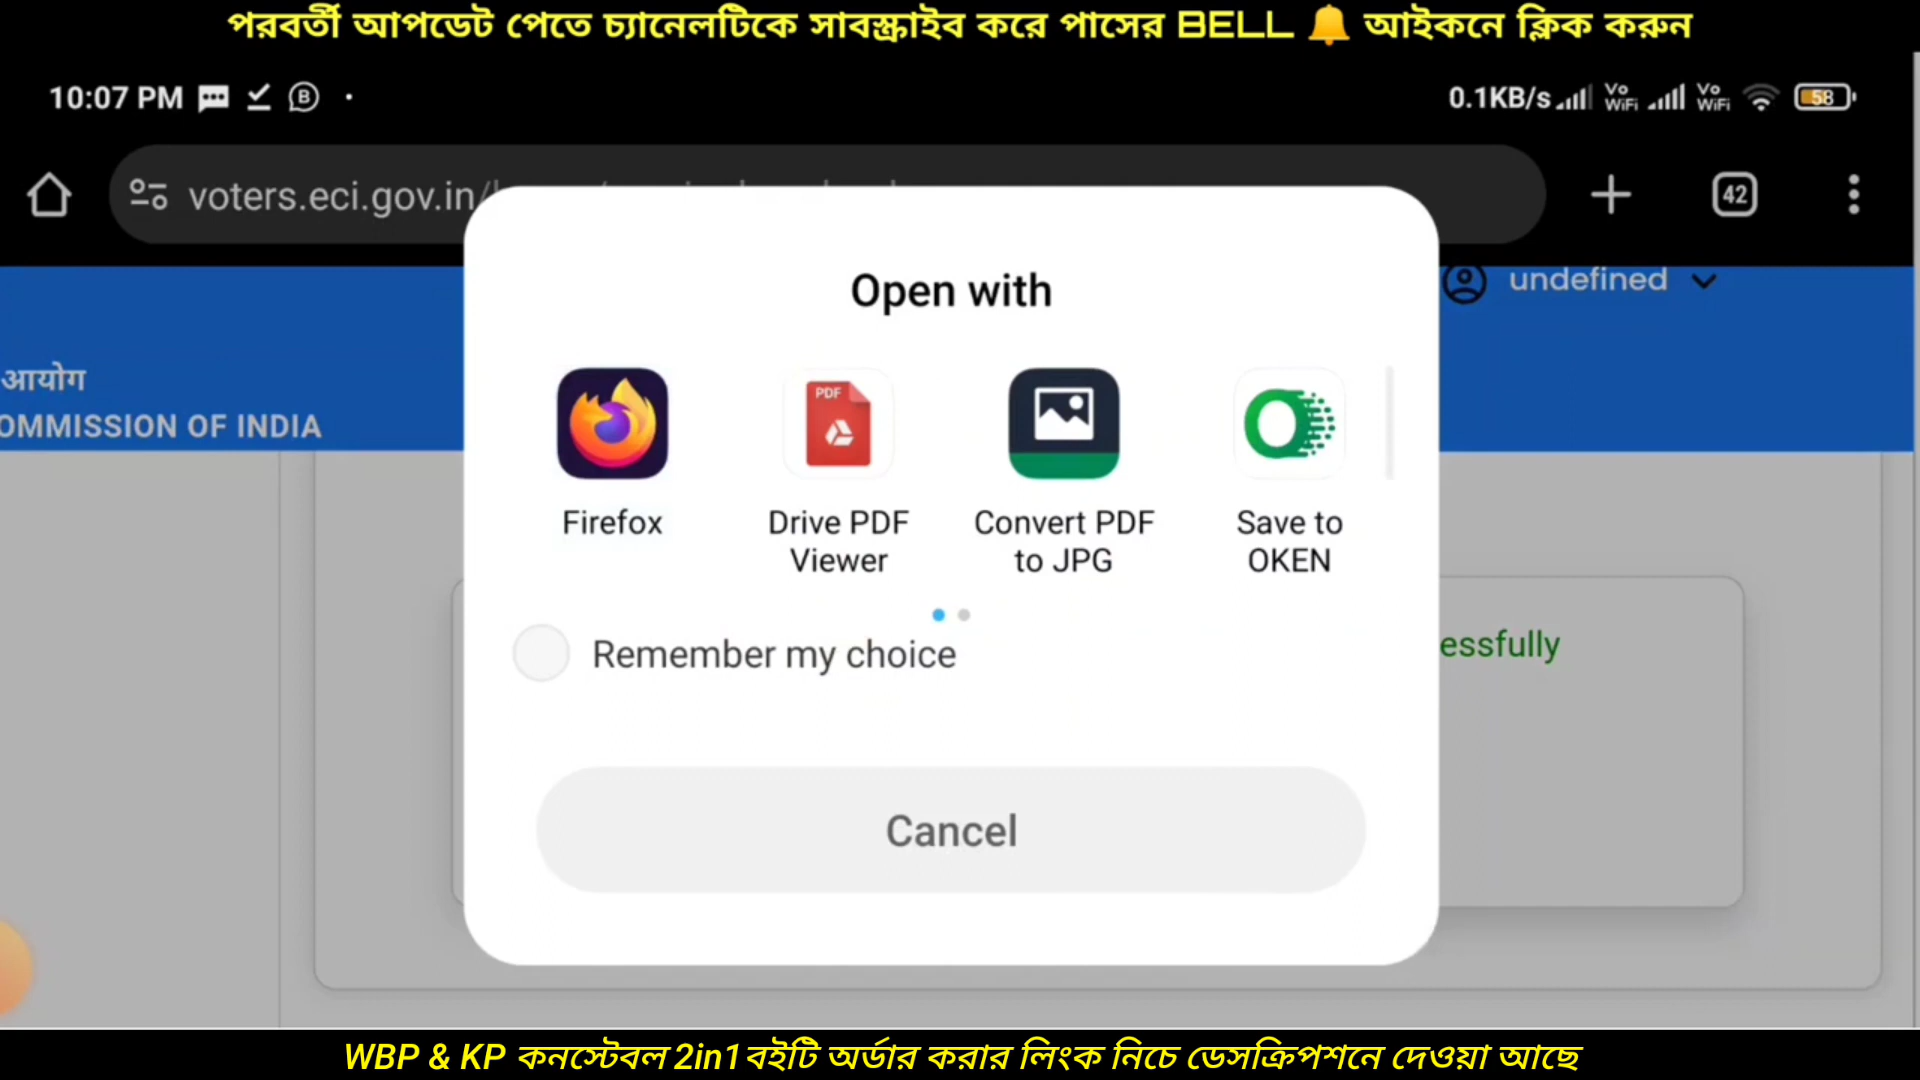 পরবর্তী আপডেট পেতে চ্যানেলটিকে সাবস্ক্রাইব করে পাসের BELL 🔔 আইকনে ক্লিক করুন
10:07 PM
0.1KB/s Vo WiFi Vo WiFi 58
voters.eci.gov.in/
42
undefined
Open with
आयोग
OMMISSION OF INDIA
PDF
Firefox
Drive PDF Viewer
Convert PDF to JPG
Save to OKEN
Remember my choice
essfully
Cancel
WBP & KP কনস্টেবল 2in1 বইটি অর্ডার করার লিংক নিচে ডেসক্রিপশনে দেওয়া আছে